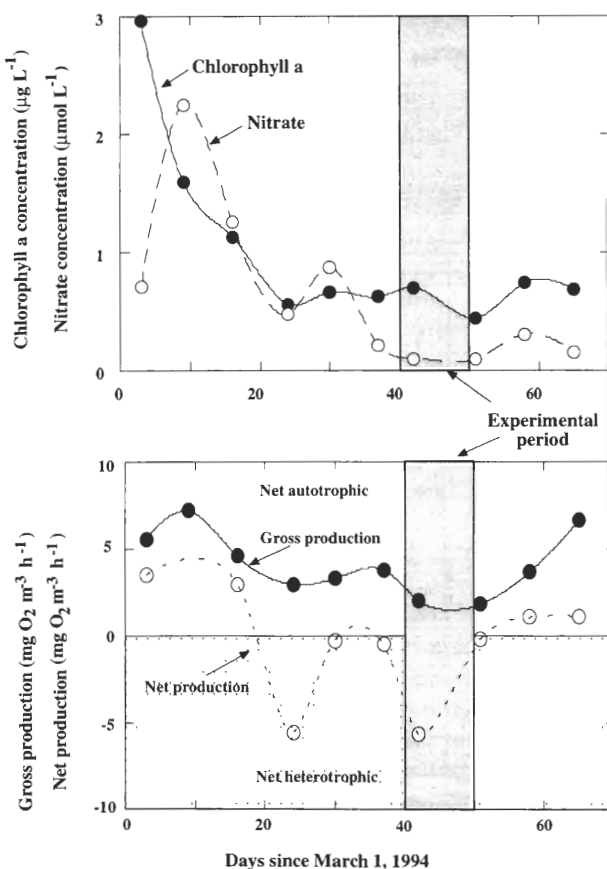 Chlorophyll a concentration (µg L⁻¹)
Nitrate concentration (µmol L⁻¹)
3
2
1
0
Chlorophyll a
Nitrate
0
20
40
60
Experimental
period
Gross production (mg O₂ m⁻³ h⁻¹)
Net production (mg O₂ m⁻³ h⁻¹)
10
5
0
-5
-10
Net autotrophic
Gross production
Net production
Net heterotrophic
0
20
40
60
Days since March 1, 1994